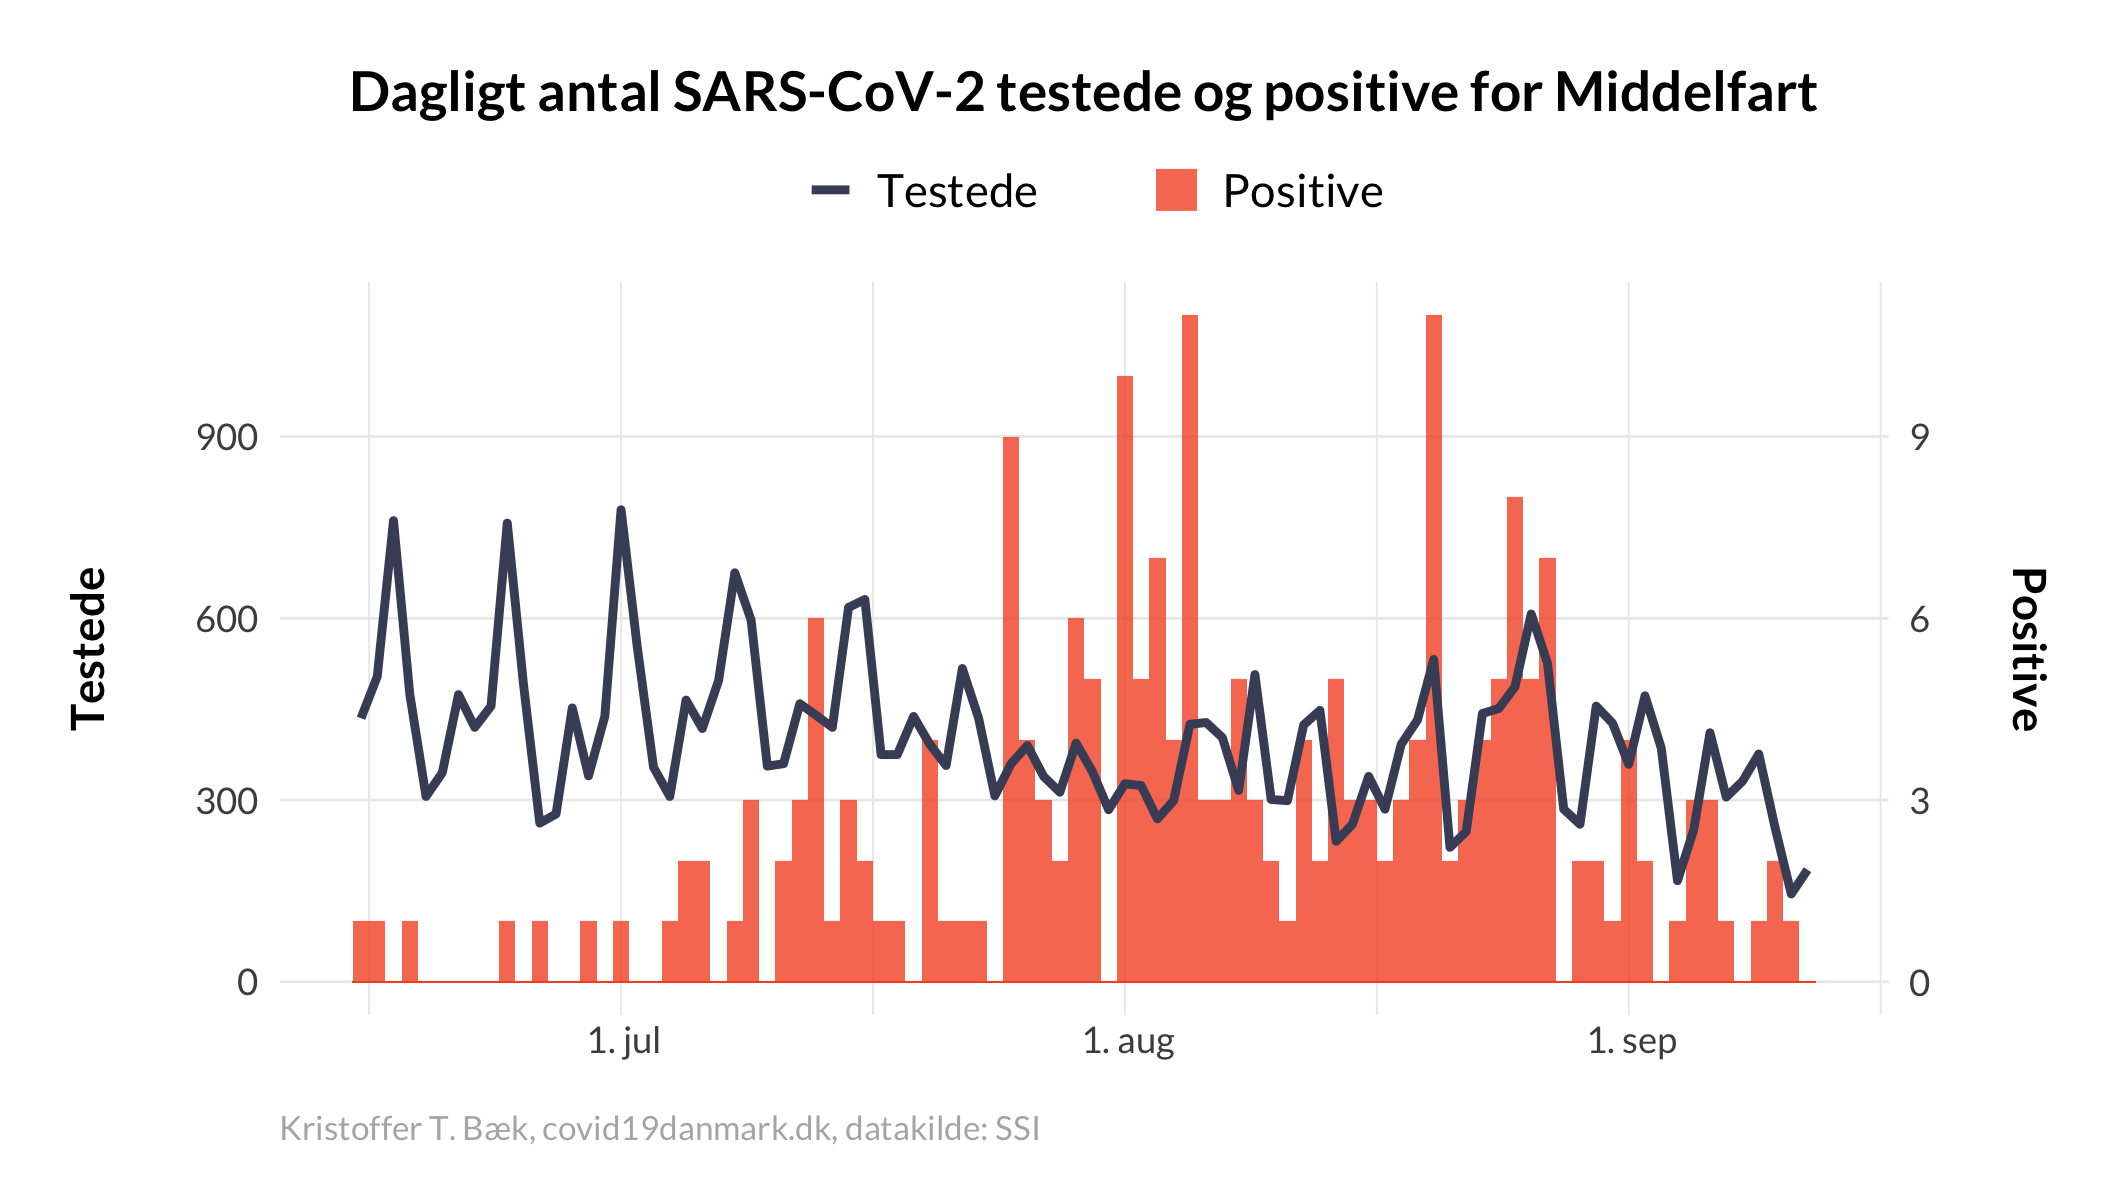 Dagligt antal SARS-CoV-2 testede og positive for Middelfart
Testede
Positive
900
600
300
0
Testede
9
6
3
0
Positive
1. jul
1. aug
1. sep
Kristoffer T. Bæk, covid19danmark.dk, datakilde: SSI